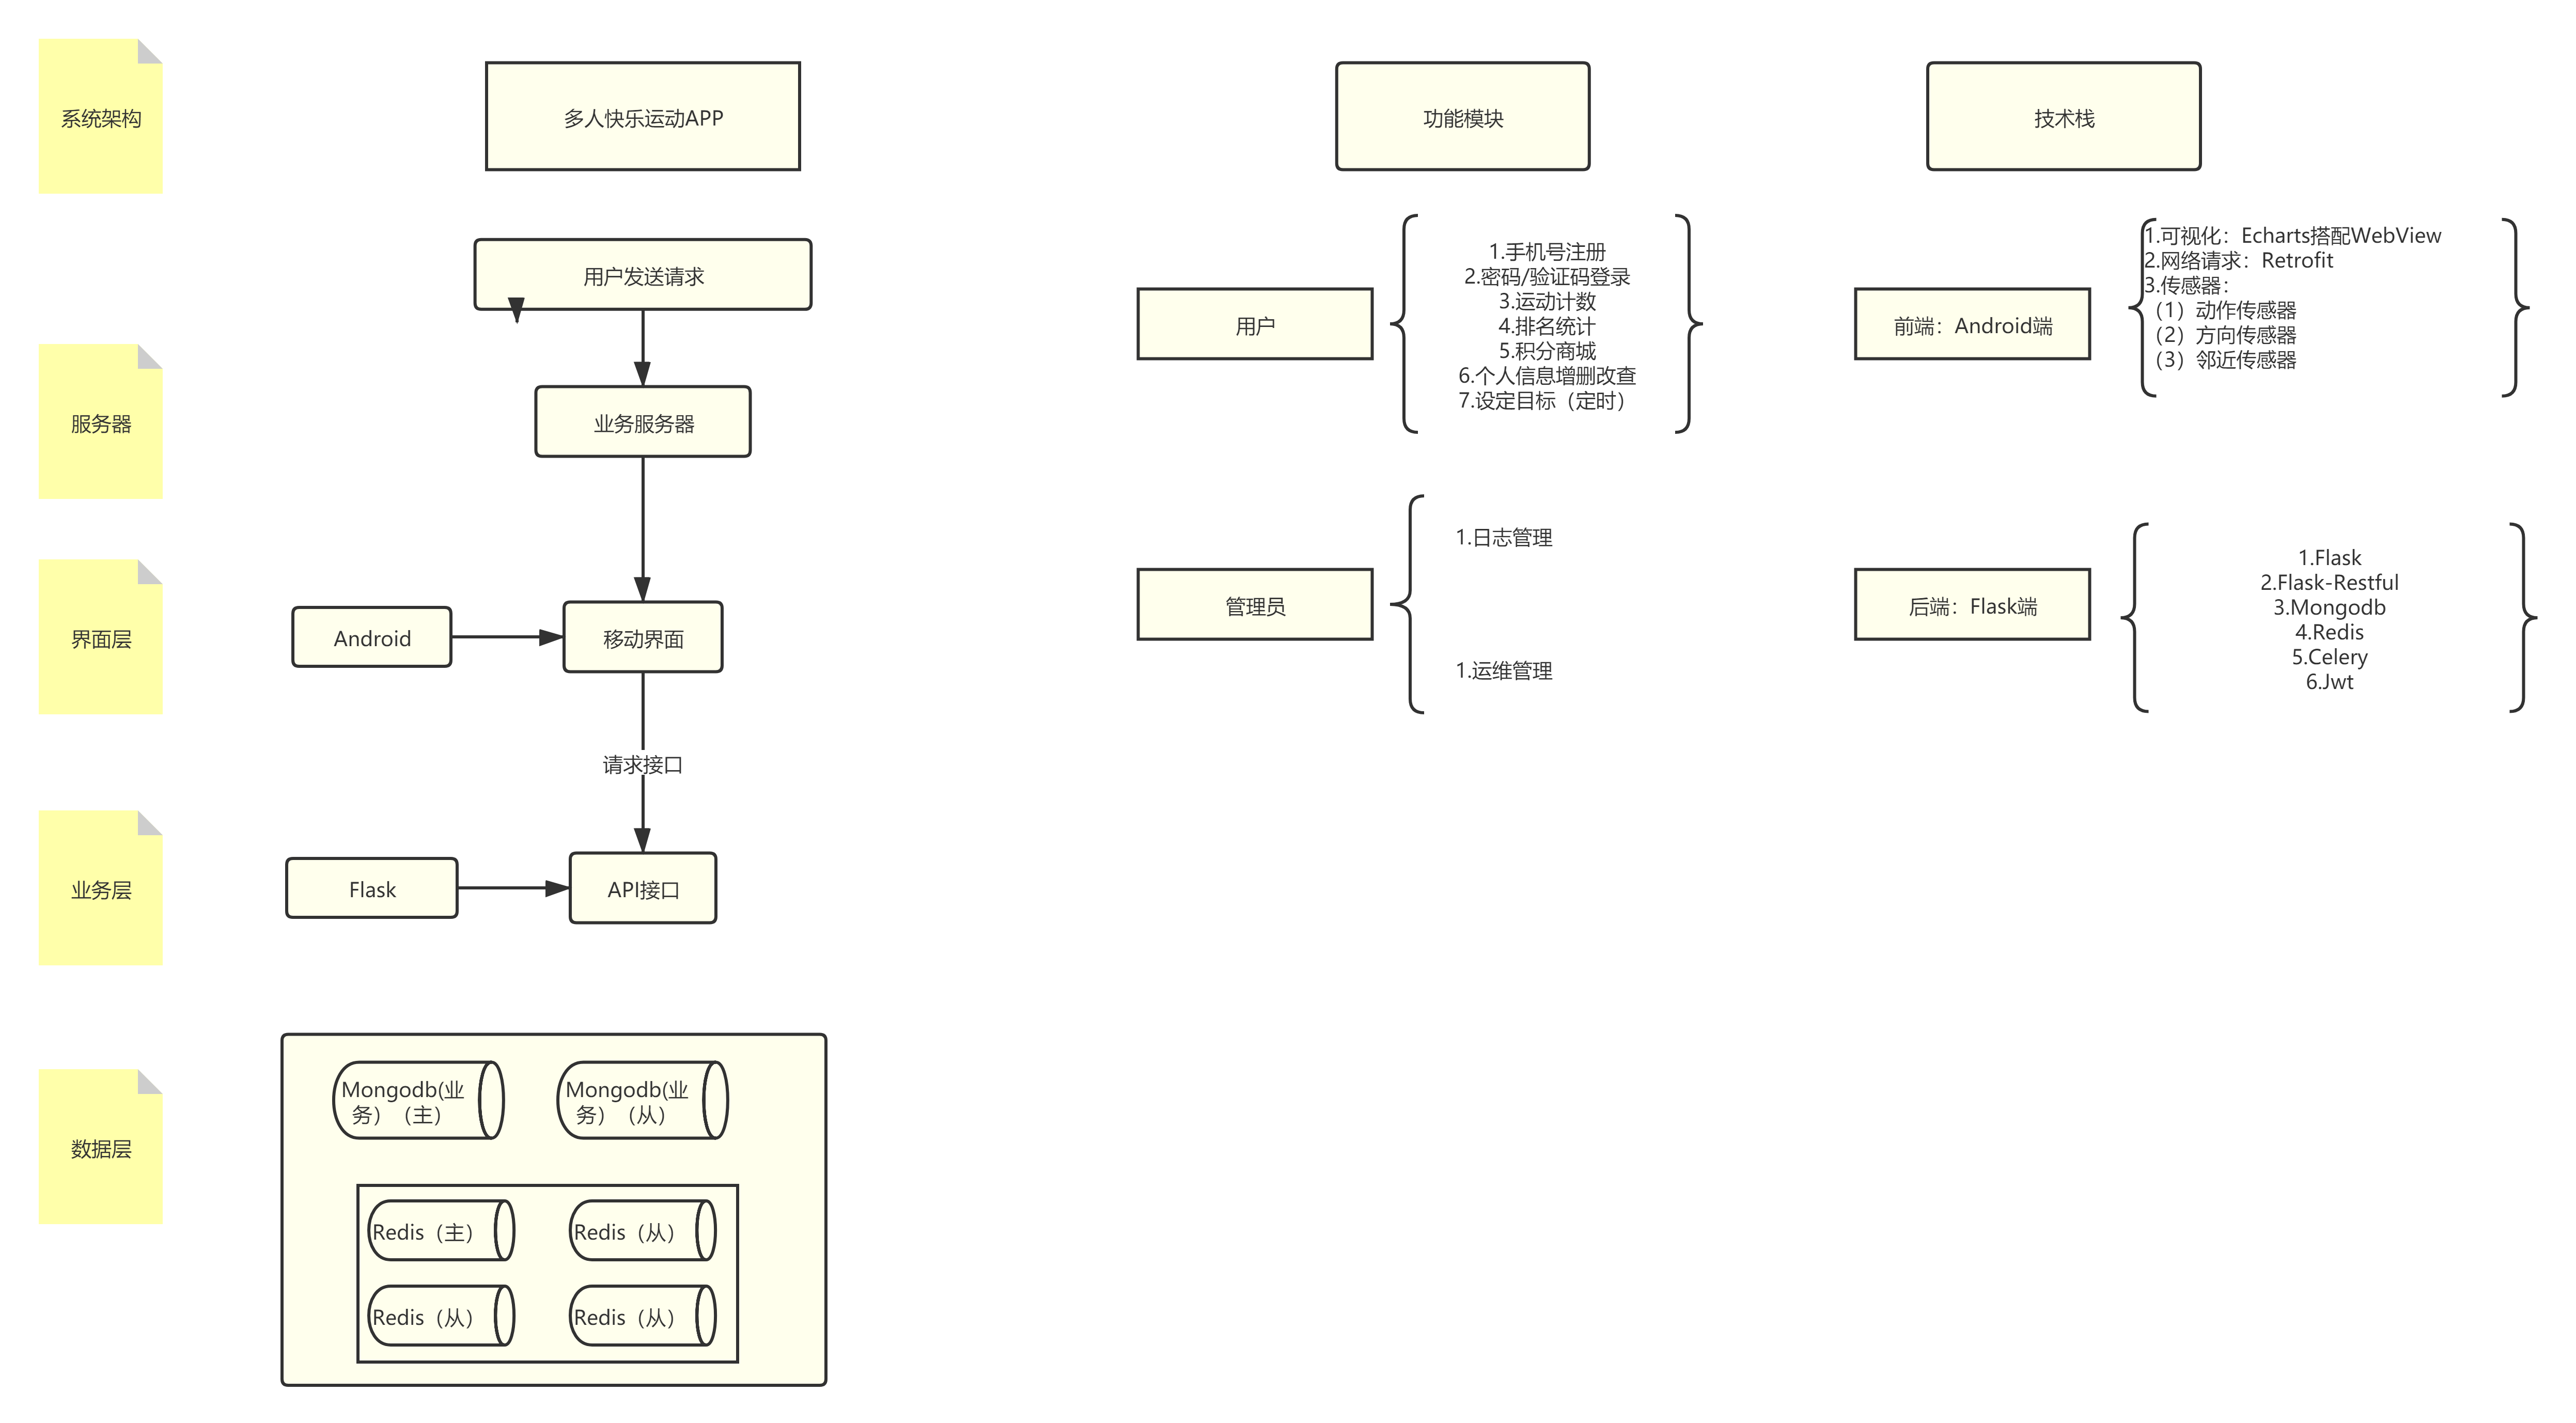 系统架构
多人快乐运动APP
功能模块
技术栈
用户发送请求
服务器
业务服务器
界面层
Android
移动界面
请求接口
业务层
Flask
API接口
数据层
Mongodb(业
务）（主）
Mongodb(业
务）（从）
Redis（主）
Redis（从）
Redis（从）
Redis（从）
用户
1.手机号注册
2.密码/验证码登录
3.运动计数
4.排名统计
5.积分商城
6.个人信息增删改查
7.设定目标（定时）
管理员
1.日志管理
1.运维管理
前端：Android端
1.可视化：Echarts搭配WebView
2.网络请求：Retrofit
3.传感器：
（1）动作传感器
（2）方向传感器
（3）邻近传感器
后端：Flask端
1.Flask
2.Flask-Restful
3.Mongodb
4.Redis
5.Celery
6.Jwt